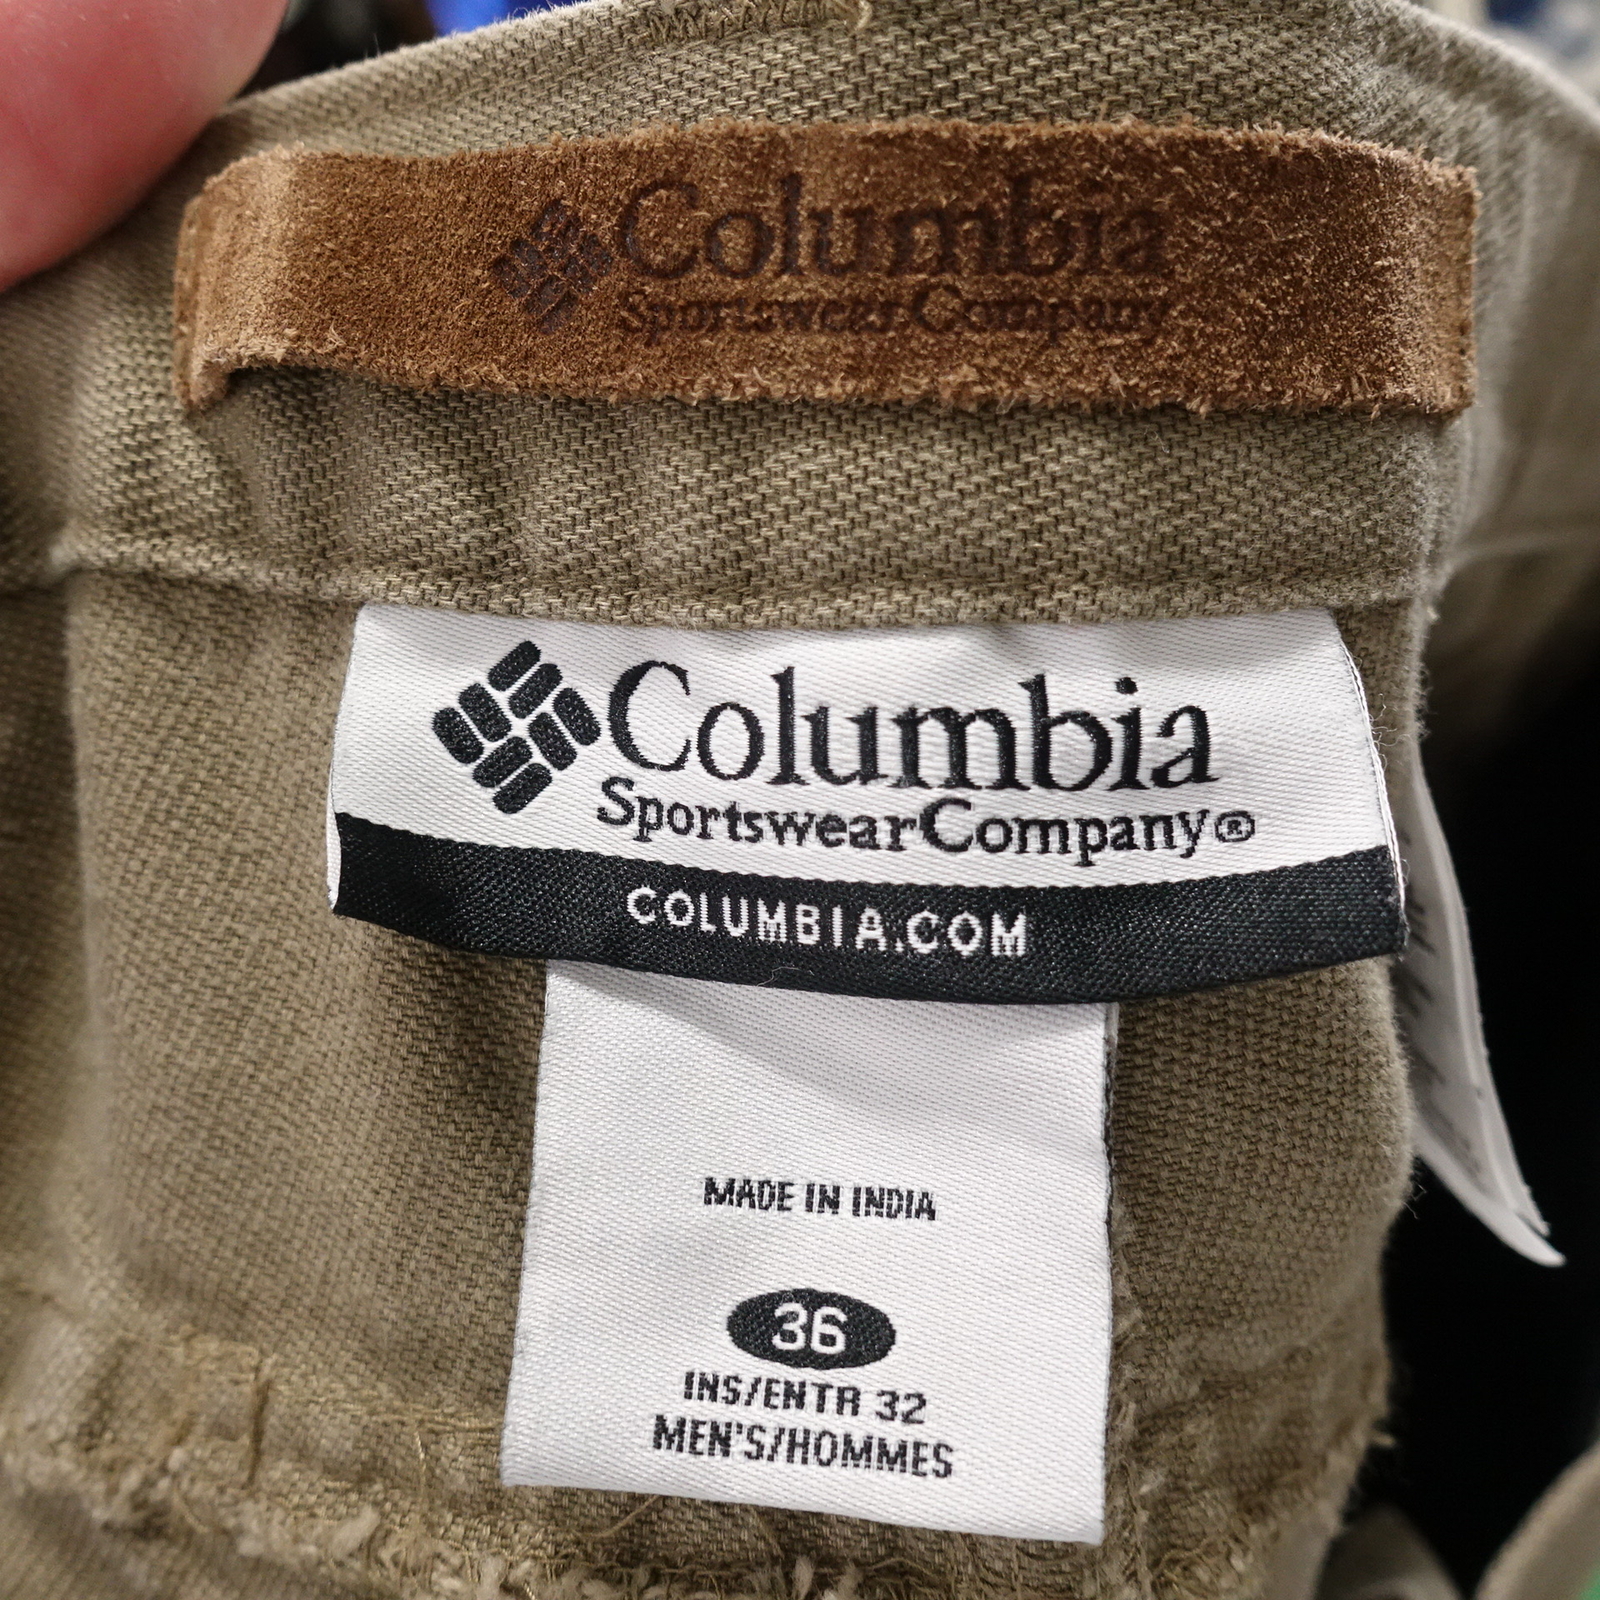 Columbia
Sportswear Company
Columbia
Sportswear Company®
COLUMBIA.COM
MADE IN INDIA
36
INS/ENTR 32
MEN'S/HOMMES